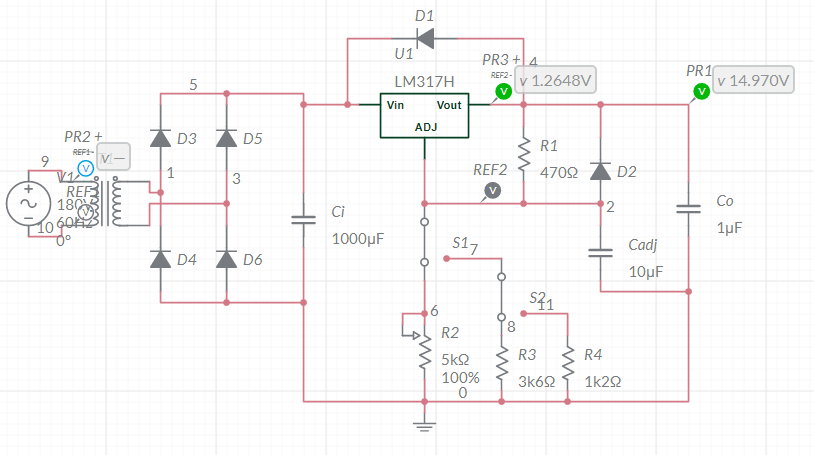 D1
U1
PR3 +
REF2-
4
V 1.2648V
PR1
V 14.970V
LM317H
Vin
Vout
ADJ
5
D3
D5
PR2 +
REF1-
V —
9
V1
REF
180V
60Hz
0°
10
1
3
D4
D6
Ci
1000µF
REF2
V
R1
470Ω
D2
2
Co
1µF
Cadj
10µF
S1
7
S2
11
6
R2
5kΩ
100%
0
8
R3
3k6Ω
R4
1k2Ω